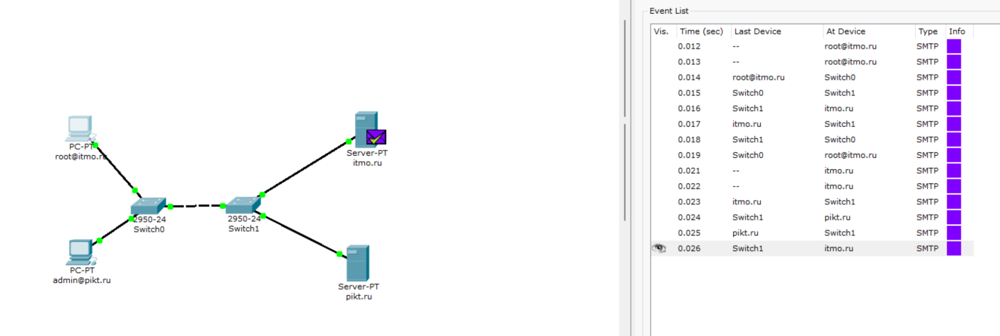 PC-PT
root@itmo.ru
Server-PT
itmo.ru
2950-24
Switch0
2950-24
Switch1
PC-PT
admin@pikt.ru
Server-PT
pikt.ru
Event List
Vis. Time (sec) Last Device At Device Type Info
0.012 -- root@itmo.ru SMTP
0.013 -- root@itmo.ru SMTP
0.014 root@itmo.ru Switch0 SMTP
0.015 Switch0 Switch1 SMTP
0.016 Switch1 itmo.ru SMTP
0.017 itmo.ru Switch1 SMTP
0.018 Switch1 Switch0 SMTP
0.019 Switch0 root@itmo.ru SMTP
0.021 -- itmo.ru SMTP
0.022 -- itmo.ru SMTP
0.023 itmo.ru Switch1 SMTP
0.024 Switch1 pikt.ru SMTP
0.025 pikt.ru Switch1 SMTP
0.026 Switch1 itmo.ru SMTP